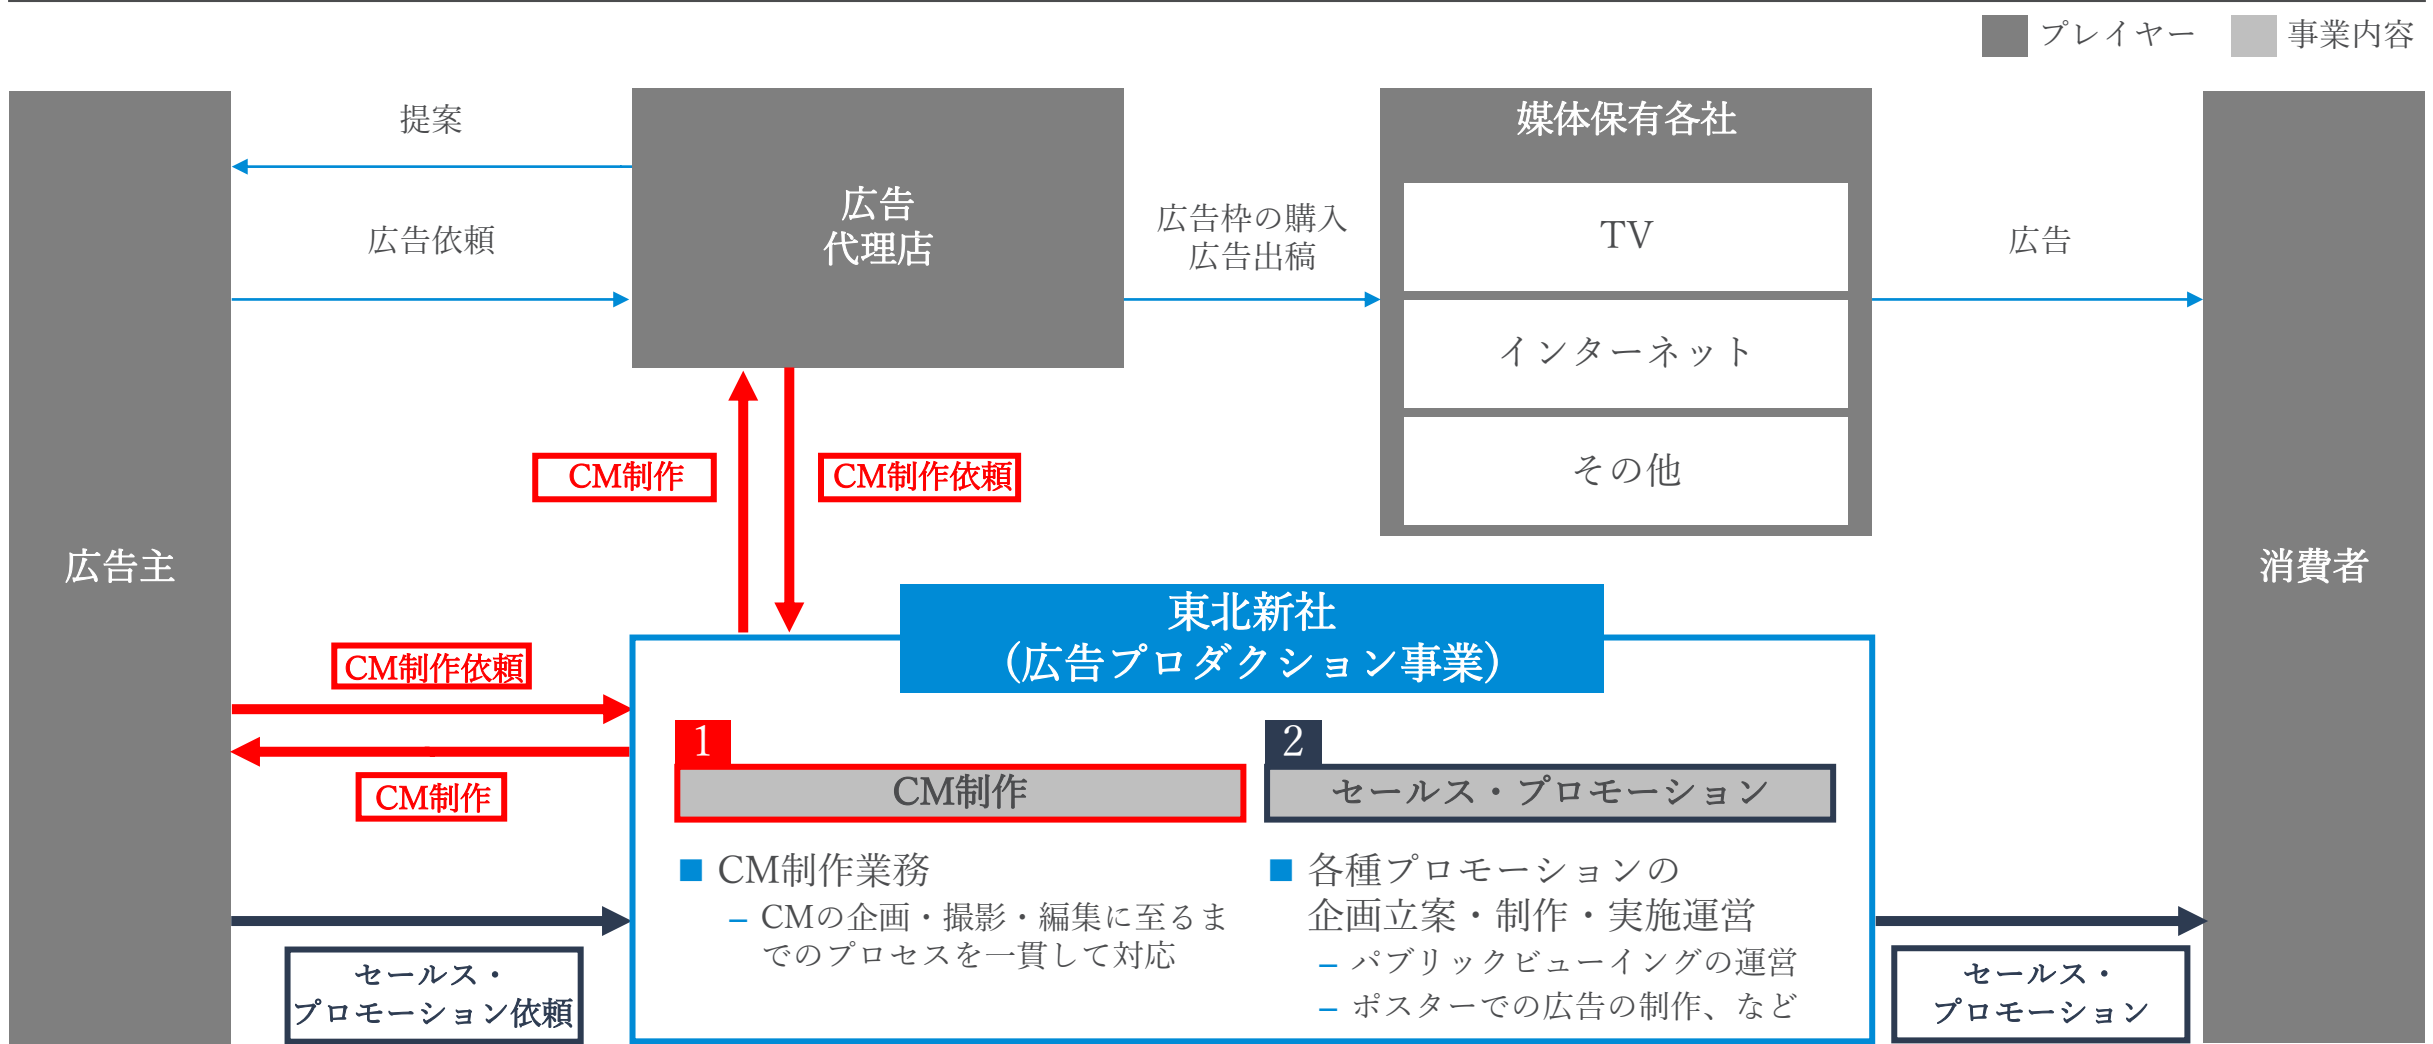 プレイヤー
事業内容
提案
広告依頼
広告
代理店
広告枠の購入
広告出稿
媒体保有各社
TV
インターネット
その他
広告
CM制作
CM制作依頼
広告主
消費者
東北新社
(広告プロダクション事業)
CM制作依頼
CM制作
1
CM制作
CM制作業務
– CMの企画・撮影・編集に至るま
でのプロセスを一貫して対応
2
セールス・プロモーション
各種プロモーションの
企画立案・制作・実施運営
– パブリックビューイングの運営
– ポスターでの広告の制作、など
セールス・
プロモーション依頼
セールス・
プロモーション